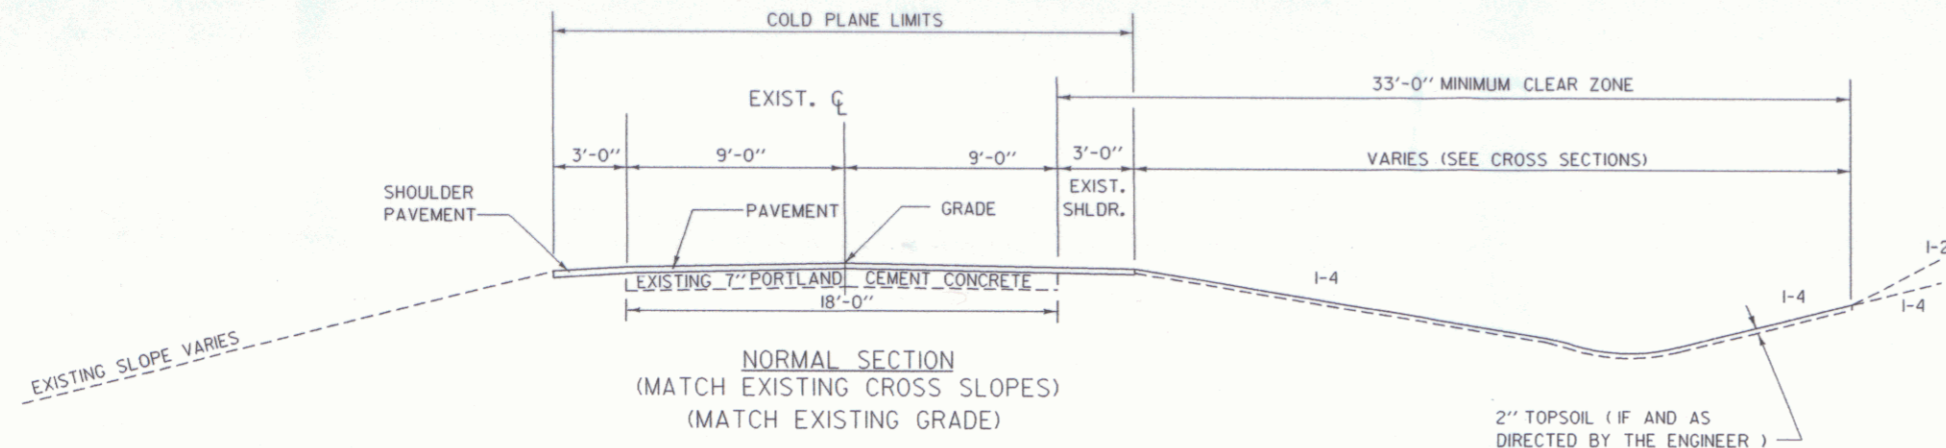 COLD PLANE LIMITS
33'-0" MINIMUM CLEAR ZONE
EXIST. ℄
3'-0"
9'-0"
9'-0"
3'-0"
VARIES (SEE CROSS SECTIONS)
EXIST.
SHLDR.
SHOULDER
PAVEMENT
PAVEMENT
GRADE
EXISTING 7" PORTLAND CEMENT CONCRETE
18'-0"
1-4
1-4
1-2
1-4
EXISTING SLOPE VARIES
NORMAL SECTION
(MATCH EXISTING CROSS SLOPES)
(MATCH EXISTING GRADE)
2" TOPSOIL (IF AND AS
DIRECTED BY THE ENGINEER )